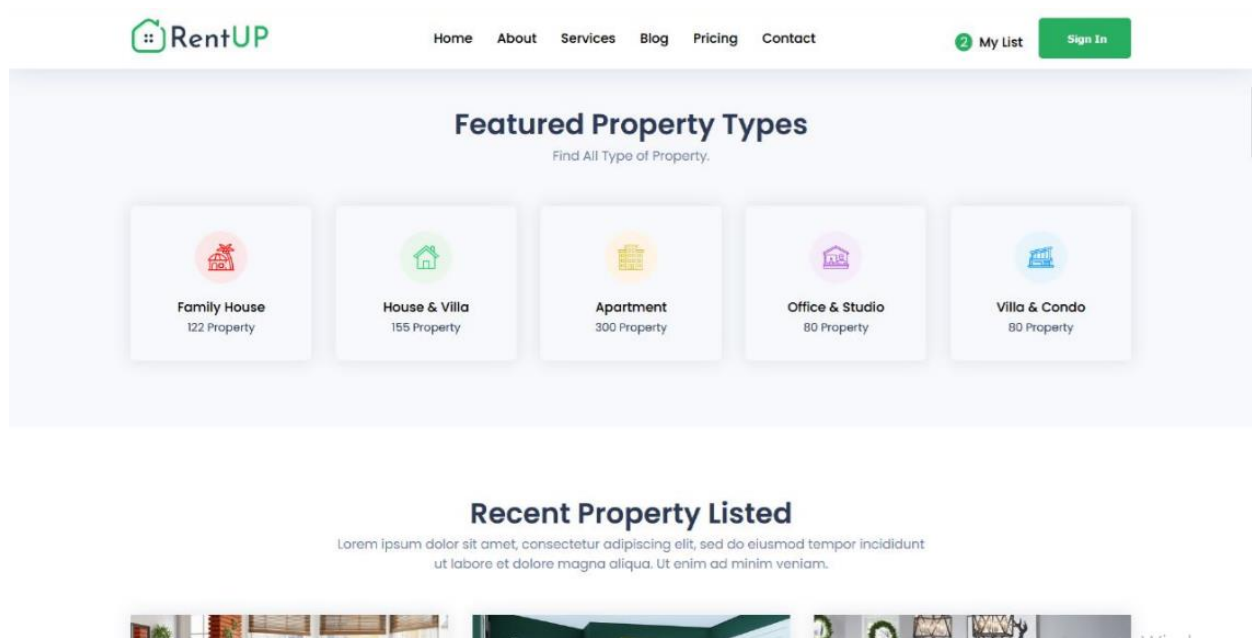 RentUP
Home About Services Blog Pricing Contact
2 My List
Sign In
Featured Property Types
Find All Type of Property.
Family House
122 Property
House & Villa
155 Property
Apartment
300 Property
Office & Studio
80 Property
Villa & Condo
80 Property
Recent Property Listed
Lorem ipsum dolor sit amet, consectetur adipiscing elit, sed do eiusmod tempor incididunt
ut labore et dolore magna aliqua. Ut enim ad minim veniam.